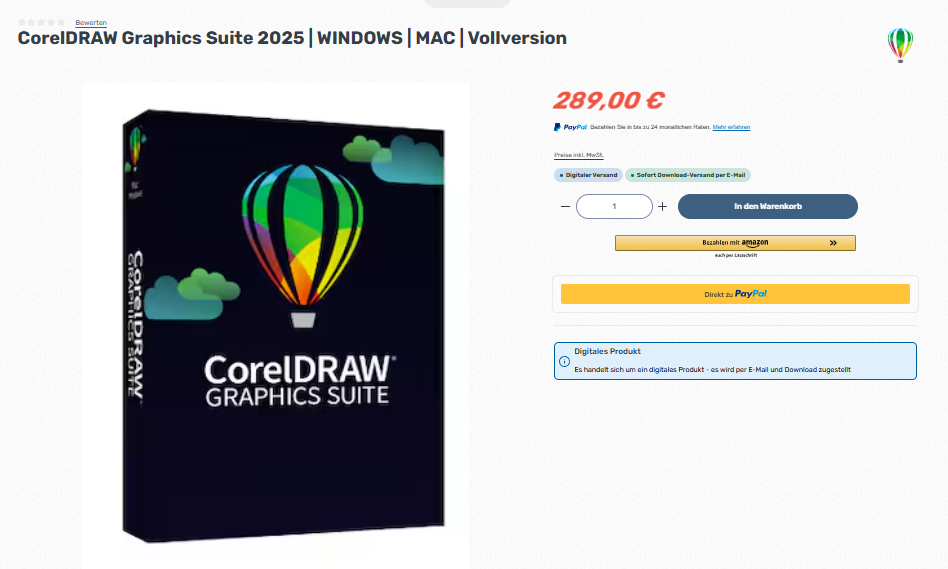 Bewerten
CorelDRAW Graphics Suite 2025 | WINDOWS | MAC | Vollversion
CorelDRAW
GRAPHICS SUITE
CorelDRAW®
GRAPHICS SUITE
289,00 €
PayPal Bezahlen Sie in bis zu 24 monatlichen Raten. Mehr erfahren
Preise inkl. MwSt.
Digitaler Versand
Sofort Download-Versand per E-Mail
1
In den Warenkorb
Bezahlen mit amazon
auch per Lastschrift
Direkt zu PayPal
Digitales Produkt
Es handelt sich um ein digitales Produkt - es wird per E-Mail und Download zugestellt